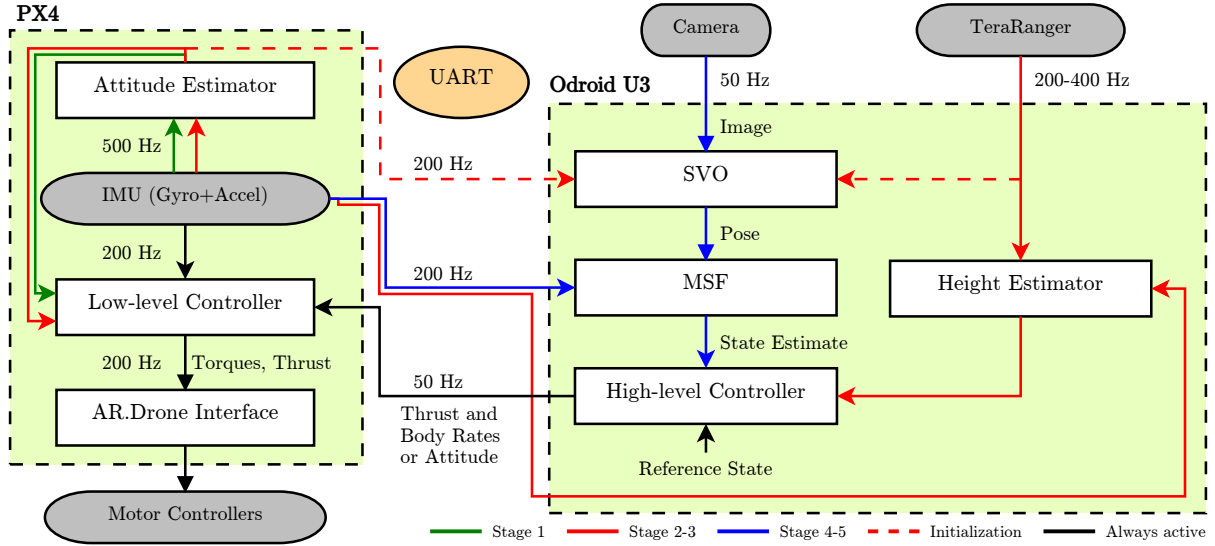 PX4
Camera
TeraRanger
UART
50 Hz
200-400 Hz
Odroid U3
Attitude Estimator
Image
500 Hz
200 Hz
SVO
IMU (Gyro+Accel)
Pose
200 Hz
200 Hz
MSF
Height Estimator
Low-level Controller
State Estimate
200 Hz
Torques, Thrust
50 Hz
High-level Controller
AR.Drone Interface
Thrust and
Body Rates
or Attitude
Reference State
Motor Controllers
Stage 1
Stage 2-3
Stage 4-5
Initialization
Always active